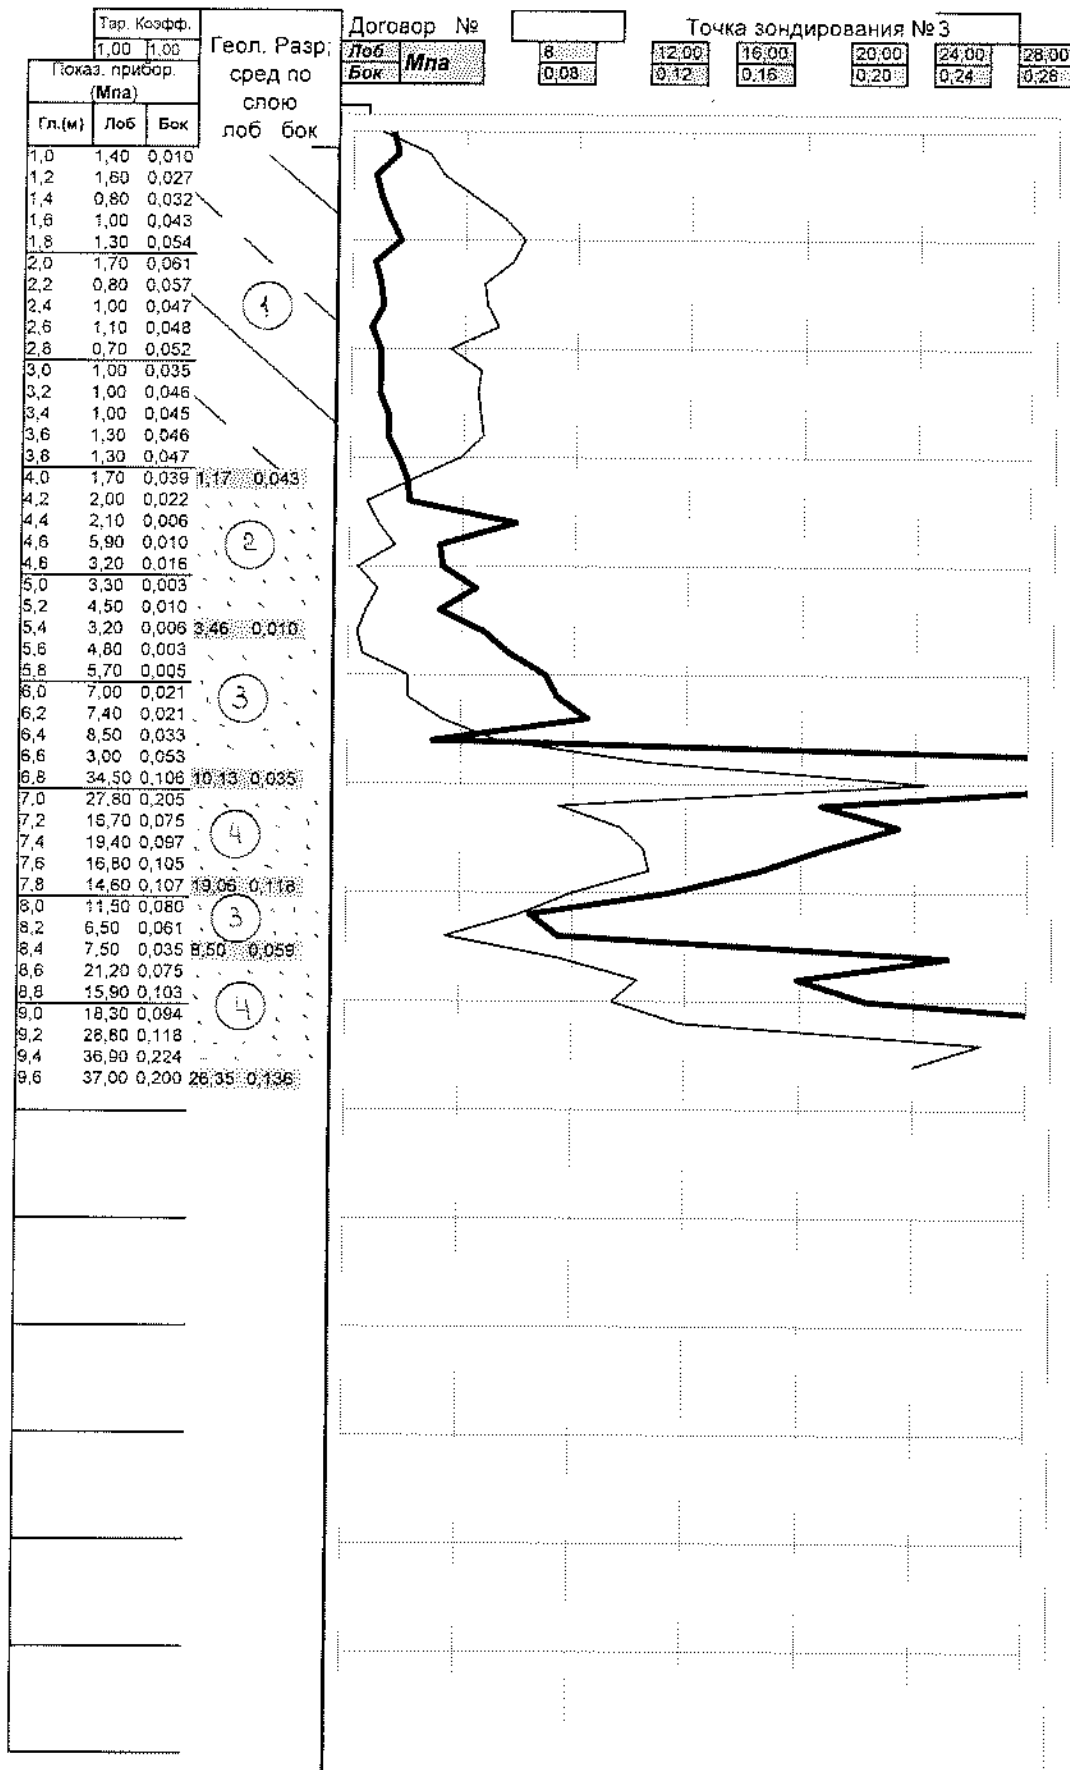 Тар. Коэфф.
1,00 1,00
Показ. прибор.
(Мпа)
Гл.(м) Лоб Бок
Геол. Разр;
сред по
слою
лоб бок
Договор №
Лоб
Бок
Мпа
Точка зондирования №3
8 12,00 16,00 20,00 24,00 28,00
0,08 0,12 0,16 0,20 0,24 0,28
1,0 1,40 0,010
1,2 1,60 0,027
1,4 0,80 0,032
1,6 1,00 0,043
1,8 1,30 0,054
2,0 1,70 0,061
2,2 0,80 0,057
2,4 1,00 0,047
2,6 1,10 0,048
2,8 0,70 0,052
1
3,0 1,00 0,035
3,2 1,00 0,046
3,4 1,00 0,045
3,6 1,30 0,046
3,8 1,30 0,047
4,0 1,70 0,039 1,17 0,043
4,2 2,00 0,022
4,4 2,10 0,006
4,6 5,90 0,010
2
4,8 3,20 0,016
5,0 3,30 0,003
5,2 4,50 0,010
5,4 3,20 0,006 3,46 0,010
5,6 4,80 0,003
5,8 5,70 0,005
6,0 7,00 0,021
3
6,2 7,40 0,021
6,4 8,50 0,033
6,6 3,00 0,053
6,8 34,50 0,106 10,13 0,035
7,0 27,80 0,205
7,2 16,70 0,075
4
7,4 19,40 0,097
7,6 16,80 0,105
7,8 14,60 0,107 19,06 0,118
8,0 11,50 0,080
3
8,2 6,50 0,061
8,4 7,50 0,035 8,50 0,059
8,6 21,20 0,075
8,8 15,90 0,103
4
9,0 18,30 0,094
9,2 28,80 0,118
9,4 36,90 0,224
9,6 37,00 0,200 26,35 0,136